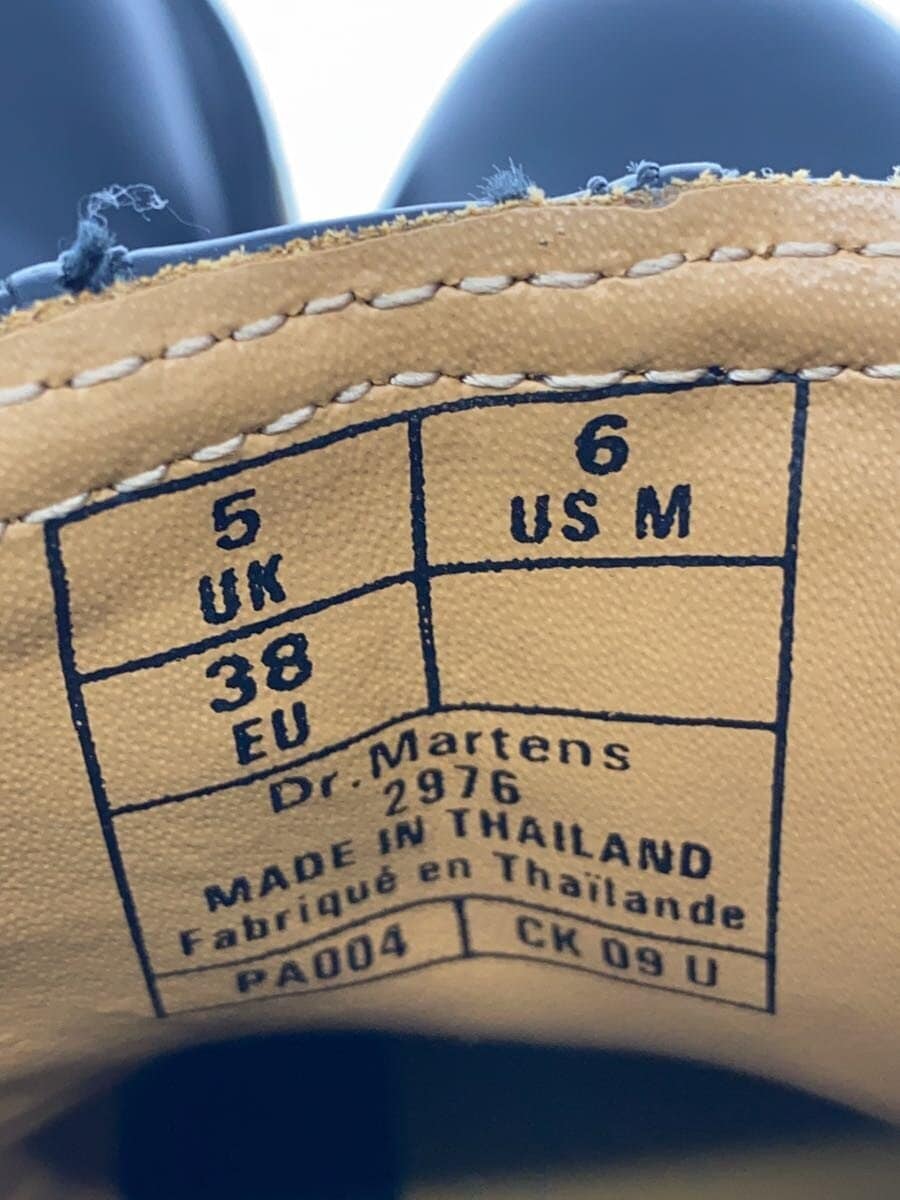 5
UK
6
US M
38
EU
Dr. Martens
2976
MADE IN THAILAND
Fabriqué en Thaïlande
PA004
CK 09 U